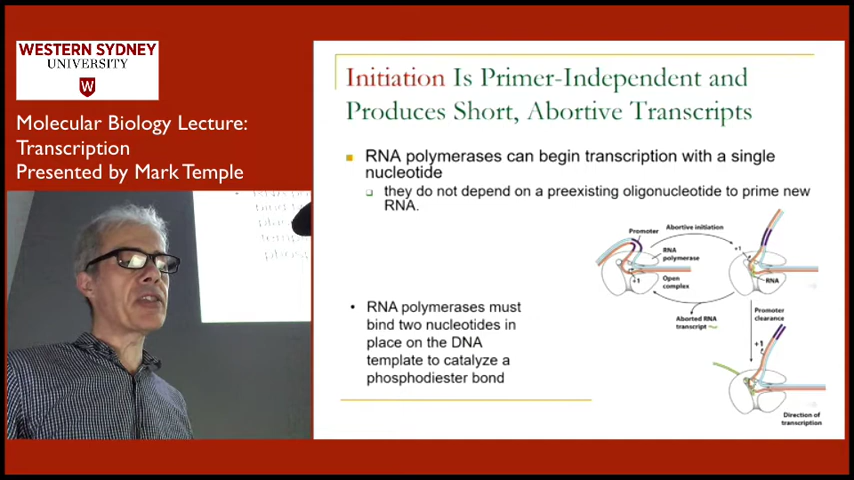 WESTERN SYDNEY
UNIVERSITY
W
Molecular Biology Lecture:
Transcription
Presented by Mark Temple
Initiation Is Primer-Independent and
Produces Short, Abortive Transcripts
RNA polymerases can begin transcription with a single
nucleotide
they do not depend on a preexisting oligonucleotide to prime new
RNA.
RNA polymerases must
bind two nucleotides in
place on the DNA
template to catalyze a
phosphodiester bond
Promoter
Abortive initiation
+1
RNA
polymerase
Open
complex
+1
RNA
Aborted RNA
transcript
Promoter
clearance
+1
Direction of
transcription